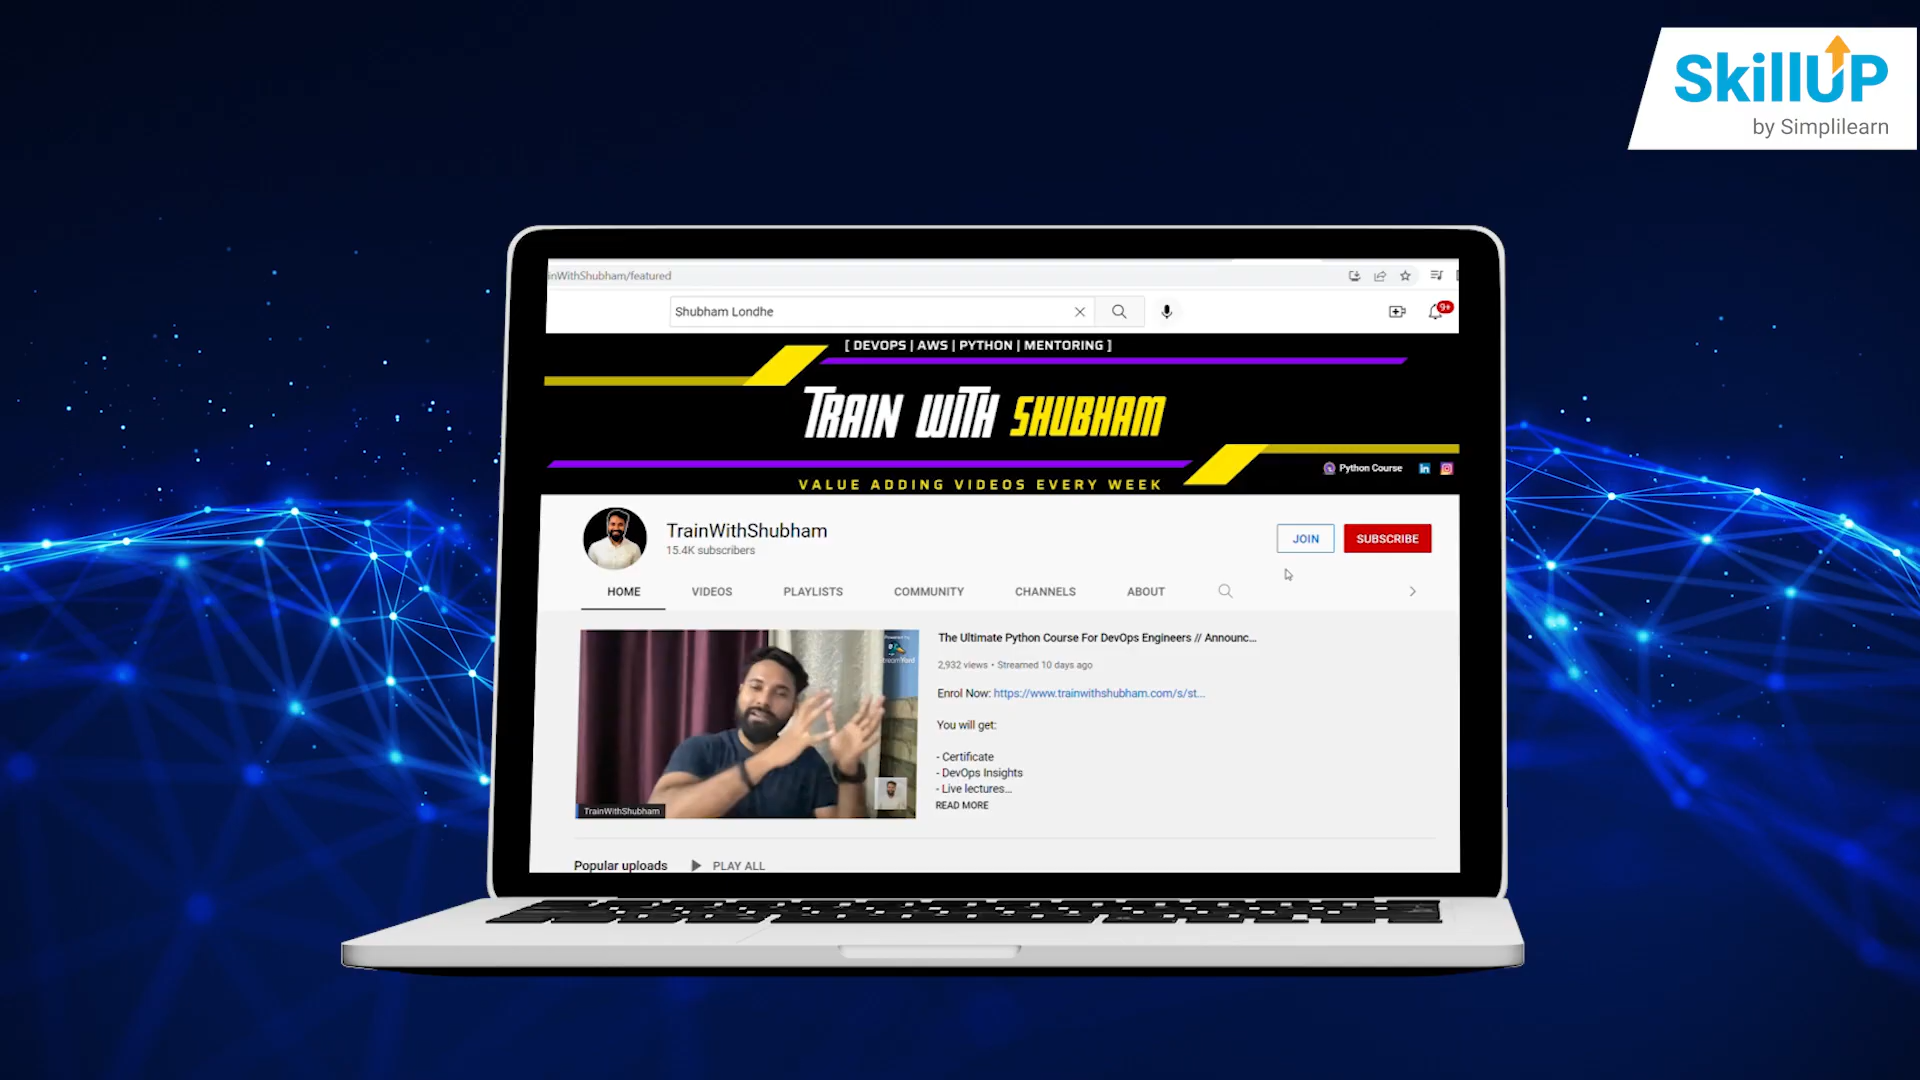 SkillUP
by Simplilearn
inWithShubham/featured
Shubham Londhe
9+
[ DEVOPS | AWS | PYTHON | MENTORING ]
TRAIN WITH SHUBHAM
Python Course
VALUE ADDING VIDEOS EVERY WEEK
TrainWithShubham
15.4K subscribers
JOIN
SUBSCRIBE
HOME
VIDEOS
PLAYLISTS
COMMUNITY
CHANNELS
ABOUT
The Ultimate Python Course For DevOps Engineers // Announc...
2,932 views • Streamed 10 days ago
Enrol Now: https://www.trainwithshubham.com/s/st...
You will get:
- Certificate
- DevOps Insights
- Live lectures...
READ MORE
TrainWithShubham
Popular uploads
PLAY ALL